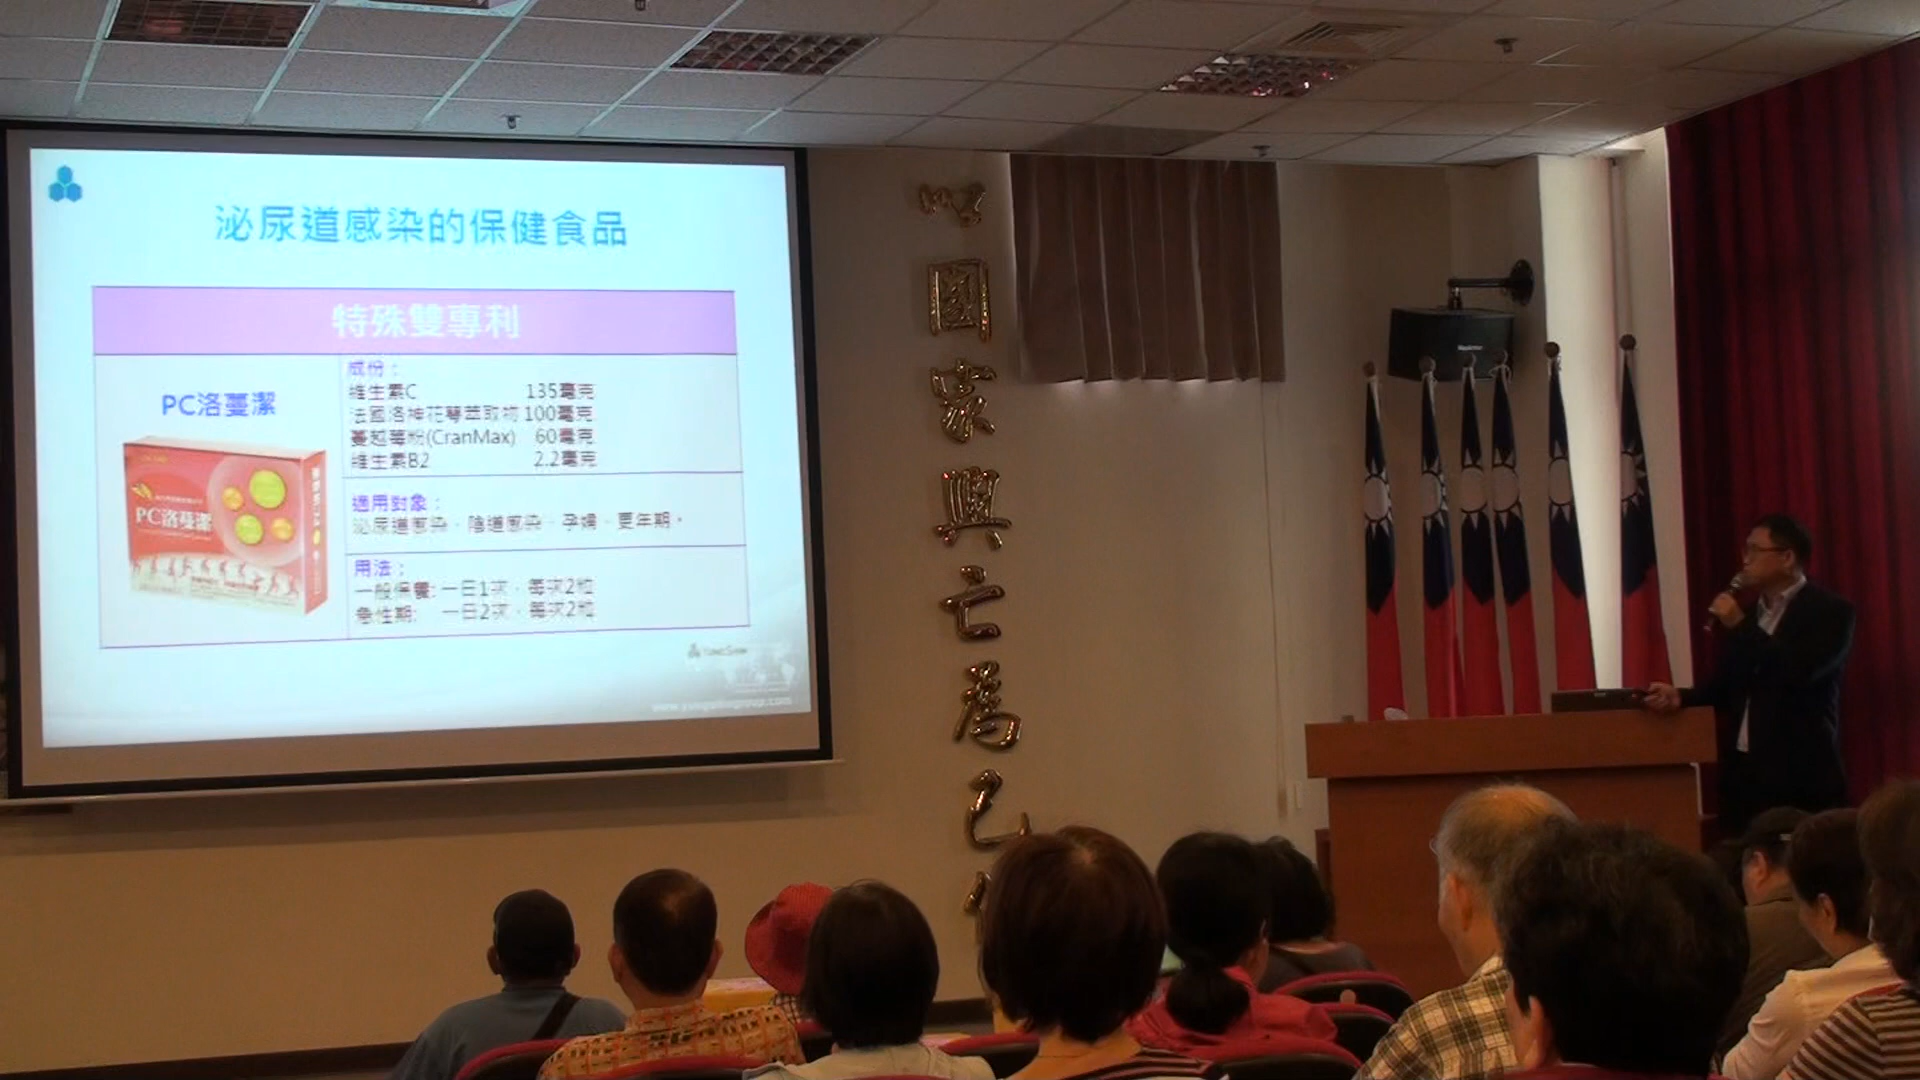 泌尿道感染的保健食品
特殊雙專利
PC洛蔓潔
PC洛蔓潔
成份：
維生素C 135毫克
法國洛神花萼萃取物 100毫克
蔓越莓粉(CranMax) 60毫克
維生素B2 2.2毫克
適用對象：
泌尿道感染、陰道感染、孕婦、更年期。
用法：
一般保養: 一日1次，每次2粒
急性期: 一日2次，每次2粒
www.yungshingroup.com
以國家興亡為己